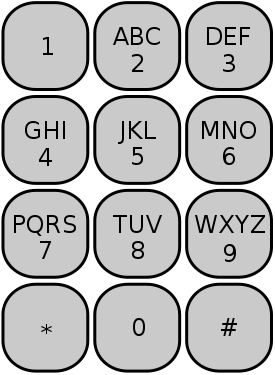 1 ABC DEF
2 3
GHI JKL MNO
4 5 6
PQRS TUV WXYZ
7 8 9
* 0 #